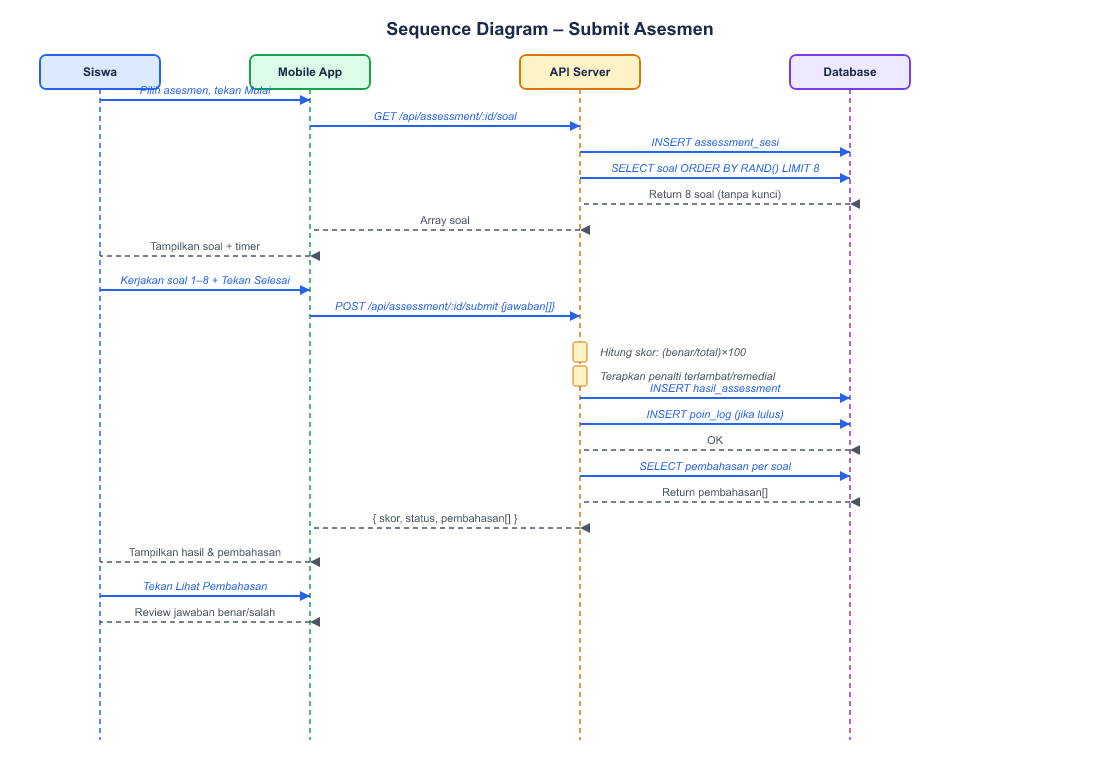 Sequence Diagram – Submit Asesmen
Siswa
Mobile App
API Server
Database
Pilih asesmen, tekan Mulai
GET /api/assessment/:id/soal
INSERT assessment_sesi
SELECT soal ORDER BY RAND() LIMIT 8
Return 8 soal (tanpa kunci)
Array soal
Tampilkan soal + timer
Kerjakan soal 1–8 + Tekan Selesai
POST /api/assessment/:id/submit {jawaban[]}
Hitung skor: (benar/total)×100
Terapkan penalti terlambat/remedial
INSERT hasil_assessment
INSERT poin_log (jika lulus)
OK
SELECT pembahasan per soal
Return pembahasan[]
{ skor, status, pembahasan[] }
Tampilkan hasil & pembahasan
Tekan Lihat Pembahasan
Review jawaban benar/salah